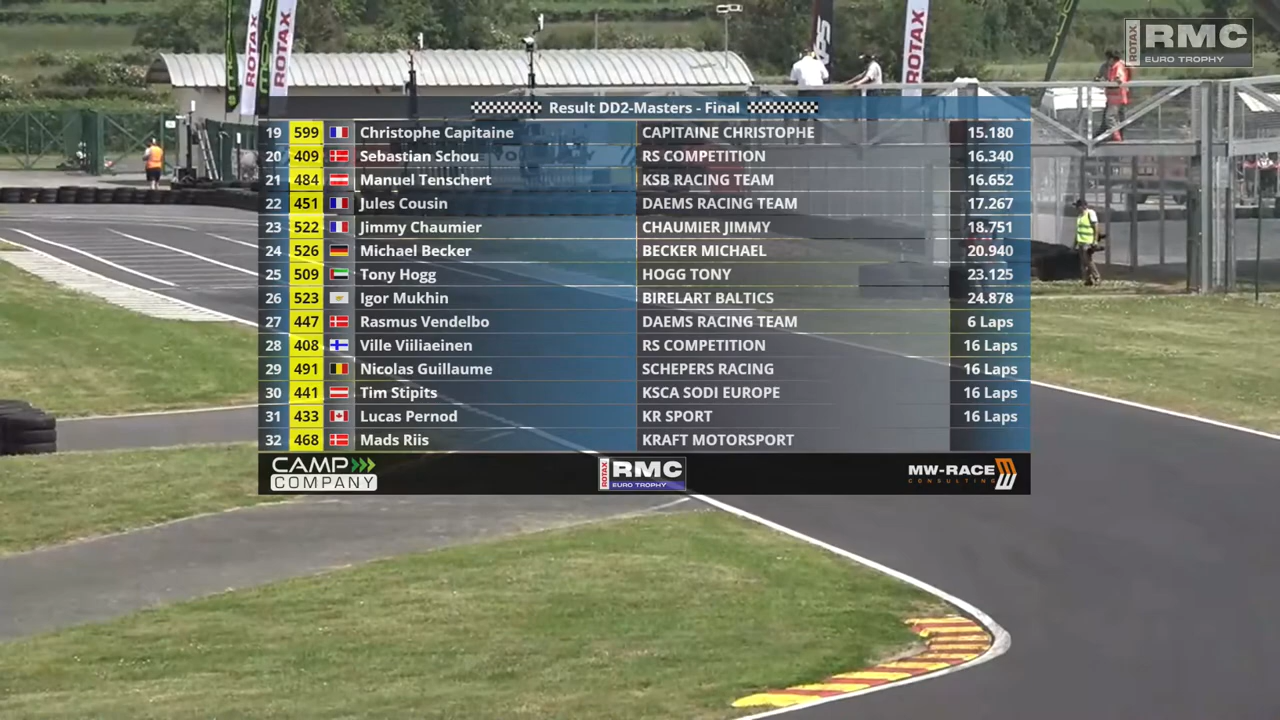 ROTAX
ROTAX
ROTAX
ROTAX RMC
EURO TROPHY
Result DD2-Masters - Final
19 599 Christophe Capitaine CAPITAINE CHRISTOPHE 15.180
20 409 Sebastian Schou RS COMPETITION 16.340
21 484 Manuel Tenschert KSB RACING TEAM 16.652
22 451 Jules Cousin DAEMS RACING TEAM 17.267
23 522 Jimmy Chaumier CHAUMIER JIMMY 18.751
24 526 Michael Becker BECKER MICHAEL 20.940
25 509 Tony Hogg HOGG TONY 23.125
26 523 Igor Mukhin BIRELART BALTICS 24.878
27 447 Rasmus Vendelbo DAEMS RACING TEAM 6 Laps
28 408 Ville Viiliaeinen RS COMPETITION 16 Laps
29 491 Nicolas Guillaume SCHEPERS RACING 16 Laps
30 441 Tim Stipits KSCA SODI EUROPE 16 Laps
31 433 Lucas Pernod KR SPORT 16 Laps
32 468 Mads Riis KRAFT MOTORSPORT
CAMP COMPANY
ROTAX RMC
EURO TROPHY
MW-RACE
CONSULTING